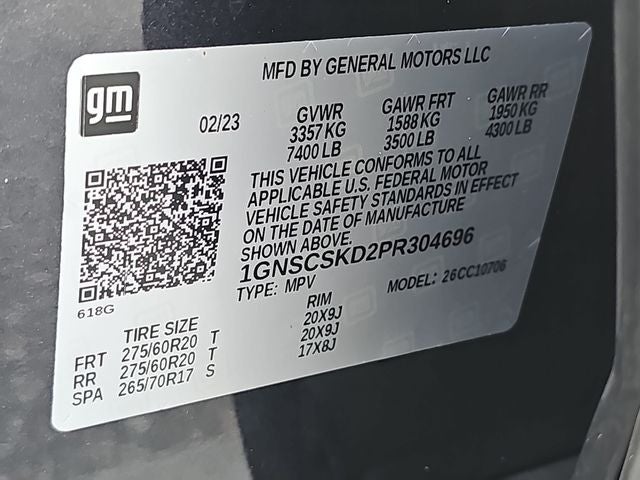 gm
MFD BY GENERAL MOTORS LLC
02/23
GVWR GAWR FRT GAWR RR
3357 KG 1588 KG 1950 KG
7400 LB 3500 LB 4300 LB
THIS VEHICLE CONFORMS TO ALL
APPLICABLE U.S. FEDERAL MOTOR
VEHICLE SAFETY STANDARDS IN EFFECT
ON THE DATE OF MANUFACTURE
SHOWN ABOVE.
1GNSCSKD2PR304696
TYPE: MPV MODEL: 26CC10706
618G
TIRE SIZE RIM
FRT 275/60R20 T 20X9J
RR 275/60R20 T 20X9J
SPA 265/70R17 S 17X8J